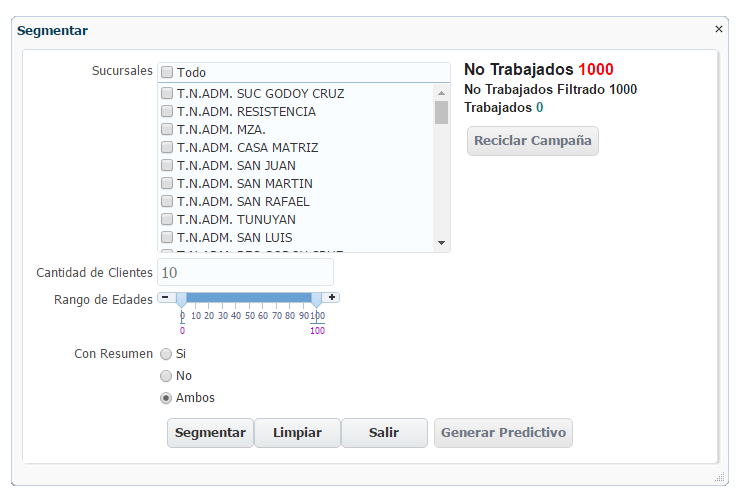 Segmentar
Sucursales
Todo
T.N.ADM. SUC GODOY CRUZ
T.N.ADM. RESISTENCIA
T.N.ADM. MZA.
T.N.ADM. CASA MATRIZ
T.N.ADM. SAN JUAN
T.N.ADM. SAN MARTIN
T.N.ADM. SAN RAFAEL
T.N.ADM. TUNUYAN
T.N.ADM. SAN LUIS
No Trabajados 1000
No Trabajados Filtrado 1000
Trabajados 0
Reciclar Campaña
Cantidad de Clientes 10
Rango de Edades
0 10 20 30 40 50 60 70 80 90 100
0 100
Con Resumen
Si
No
Ambos
Segmentar Limpiar Salir Generar Predictivo